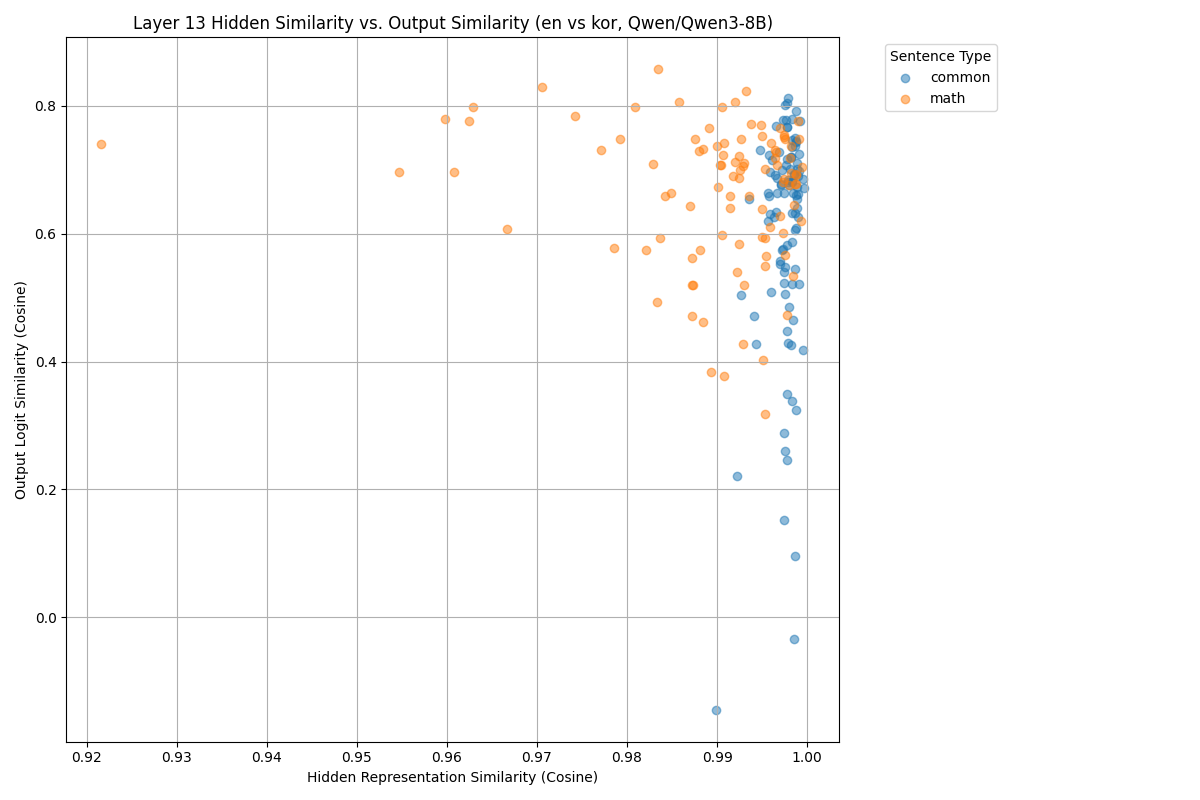 Layer 13 Hidden Similarity vs. Output Similarity (en vs kor, Qwen/Qwen3-8B)
Sentence Type
common
math
Output Logit Similarity (Cosine)
0.8
0.6
0.4
0.2
0.0
0.92 0.93 0.94 0.95 0.96 0.97 0.98 0.99 1.00
Hidden Representation Similarity (Cosine)